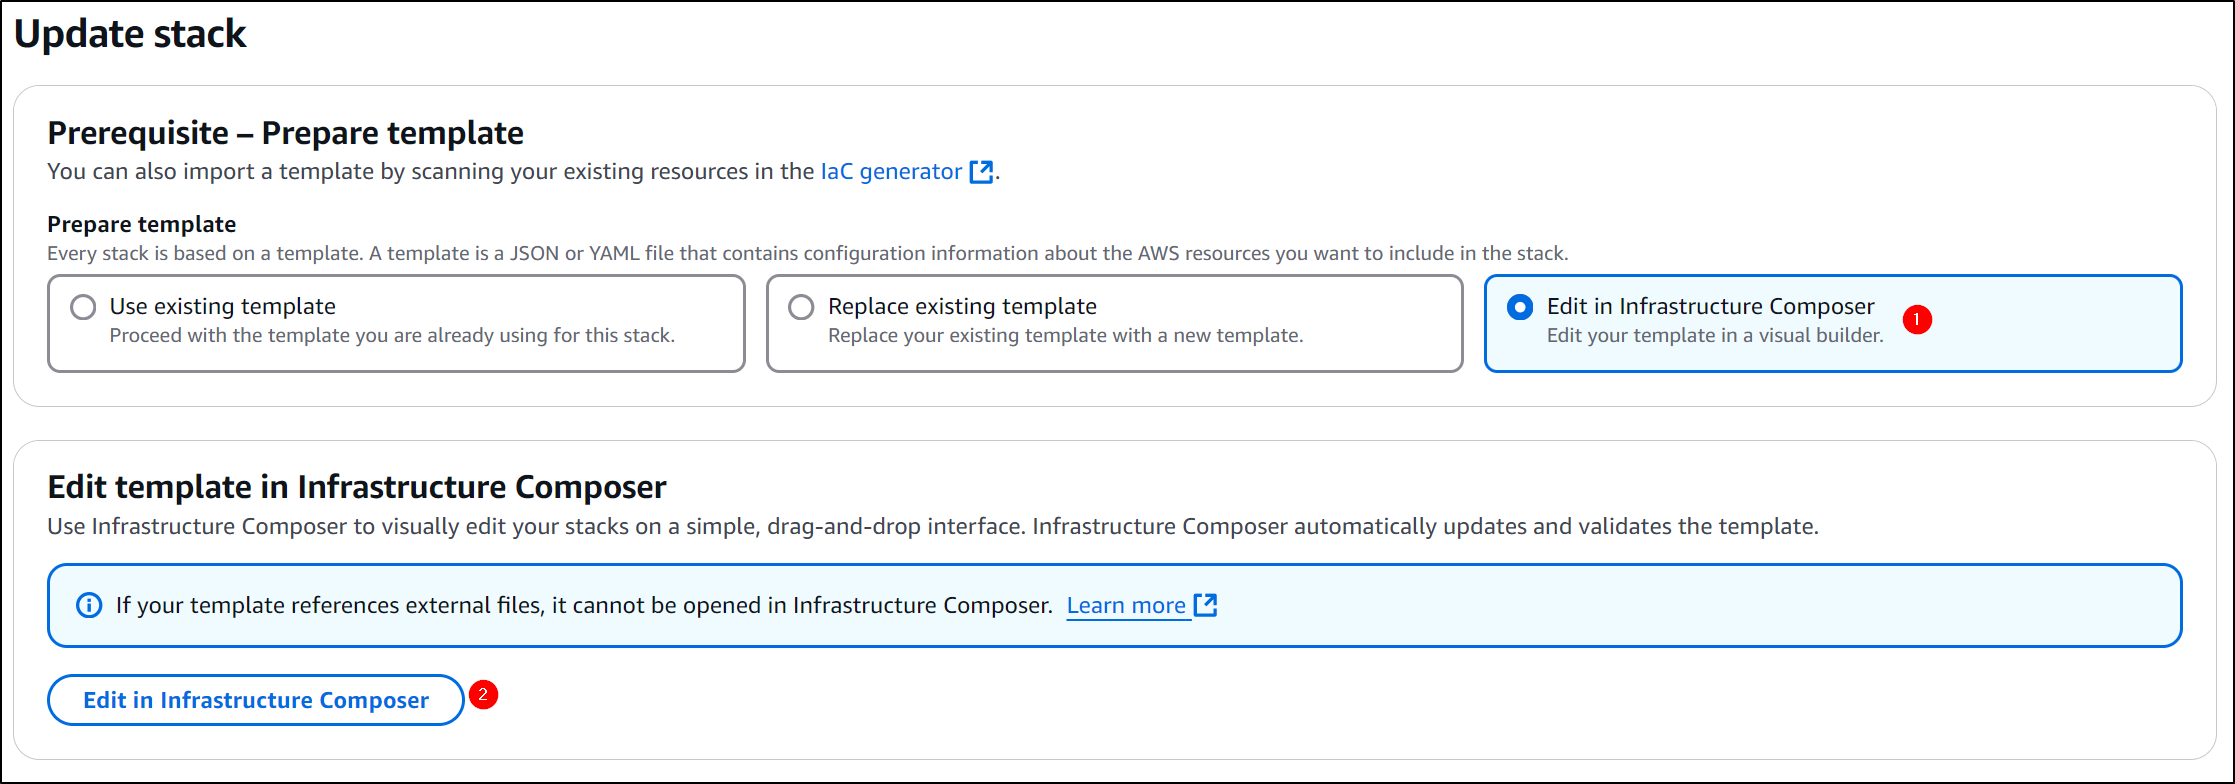 Update stack
Prerequisite – Prepare template
You can also import a template by scanning your existing resources in the IaC generator.
Prepare template
Every stack is based on a template. A template is a JSON or YAML file that contains configuration information about the AWS resources you want to include in the stack.
Use existing template
Proceed with the template you are already using for this stack.
Replace existing template
Replace your existing template with a new template.
Edit in Infrastructure Composer
Edit your template in a visual builder.
1
Edit template in Infrastructure Composer
Use Infrastructure Composer to visually edit your stacks on a simple, drag-and-drop interface. Infrastructure Composer automatically updates and validates the template.
If your template references external files, it cannot be opened in Infrastructure Composer. Learn more
Edit in Infrastructure Composer 2